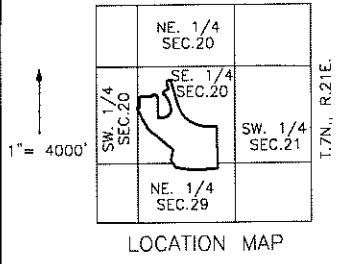 NE. 1/4
SEC.20
SE. 1/4
SEC.20
SW. 1/4
SEC.20
SW. 1/4
SEC.21
T.7N., R.21E.
1"= 4000'
NE. 1/4
SEC.29
LOCATION MAP